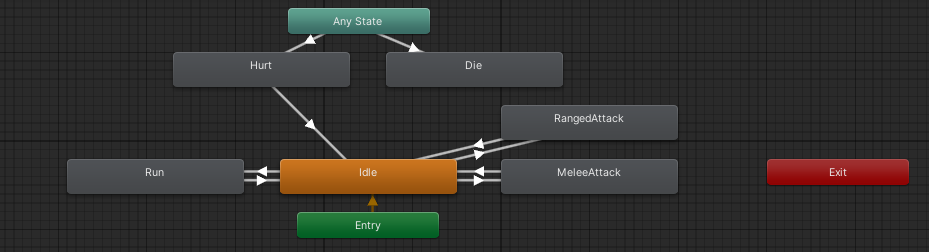 Any State
Hurt
Die
RangedAttack
Run
Idle
MeleeAttack
Exit
Entry